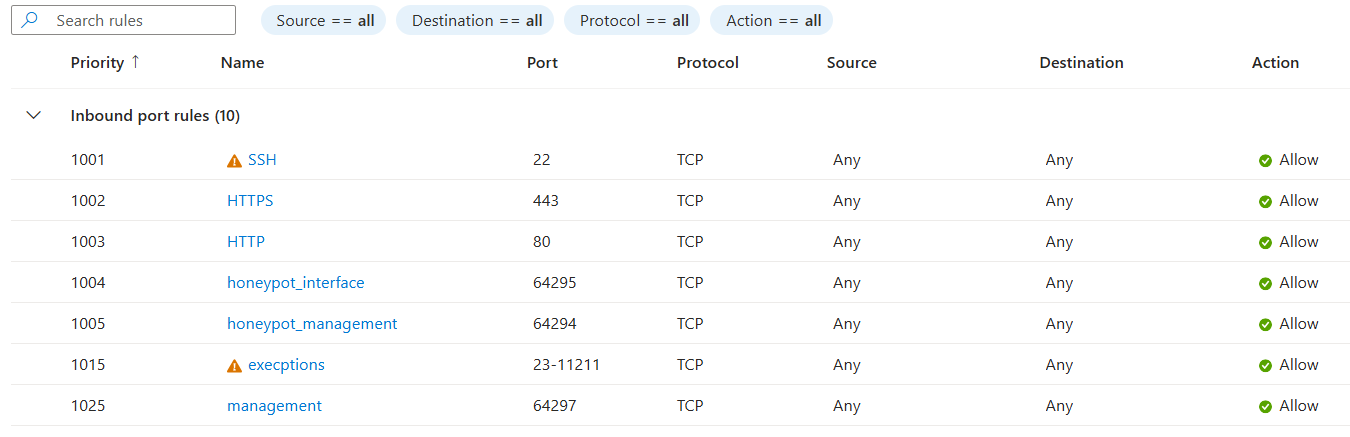 Search rules Source == all Destination == all Protocol == all Action == all
Priority ↑ Name Port Protocol Source Destination Action
Inbound port rules (10)
1001 SSH 22 TCP Any Any Allow
1002 HTTPS 443 TCP Any Any Allow
1003 HTTP 80 TCP Any Any Allow
1004 honeypot_interface 64295 TCP Any Any Allow
1005 honeypot_management 64294 TCP Any Any Allow
1015 execptions 23-11211 TCP Any Any Allow
1025 management 64297 TCP Any Any Allow